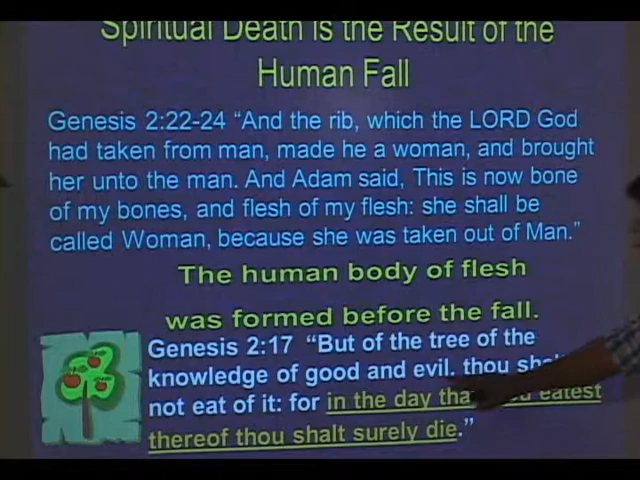 Spiritual Death is the Result of the
Human Fall
Genesis 2:22-24 “And the rib, which the LORD God
had taken from man, made he a woman, and brought
her unto the man. And Adam said, This is now bone
of my bones, and flesh of my flesh: she shall be
called Woman, because she was taken out of Man.”
The human body of flesh
was formed before the fall.
Genesis 2:17 “But of the tree of the
knowledge of good and evil. thou
not eat of it: for in the day eatest
thereof thou shalt surely die.”